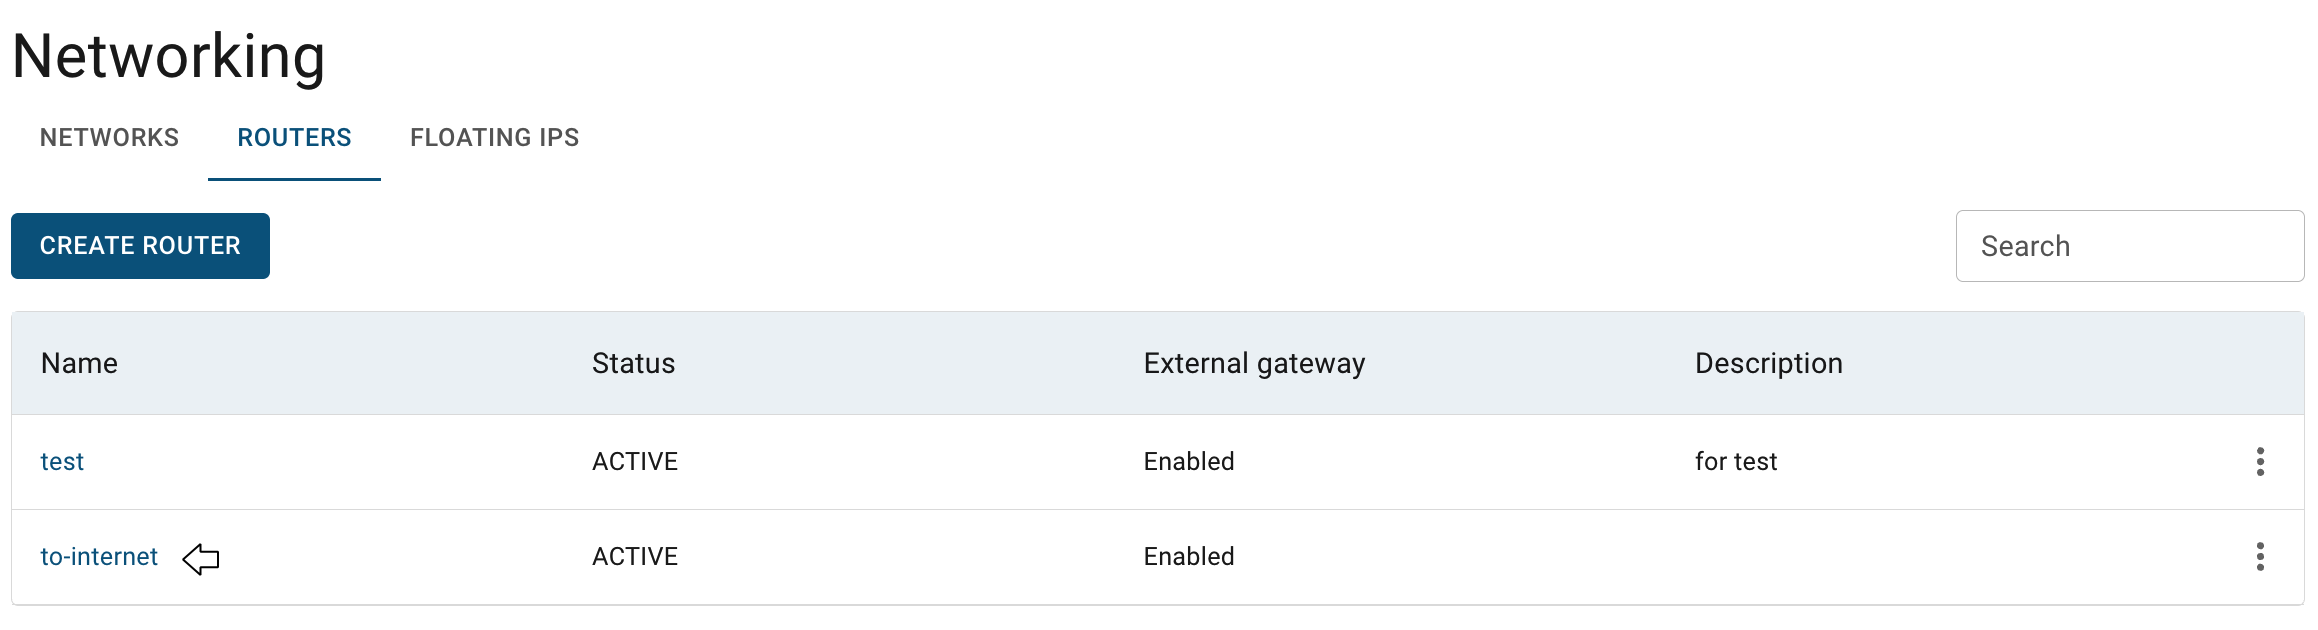 Networking
NETWORKS ROUTERS FLOATING IPS
CREATE ROUTER Search
Name Status External gateway Description
test ACTIVE Enabled for test
to-internet ACTIVE Enabled